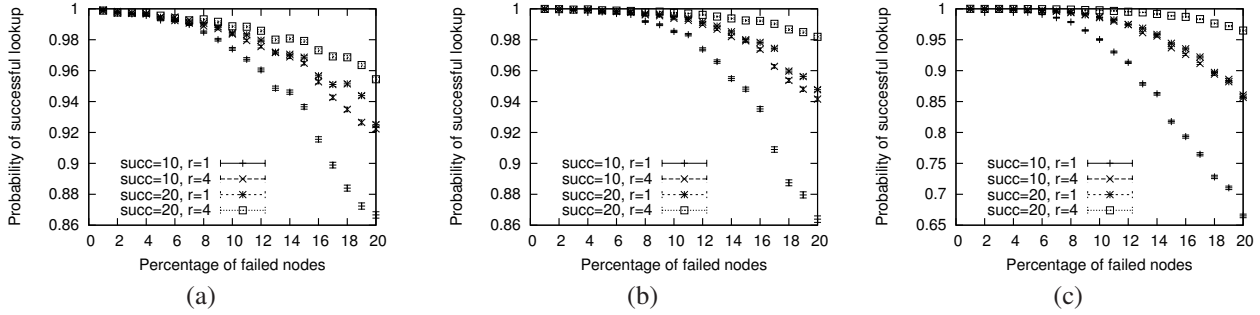 Probability of successful lookup
1
0.98
0.96
0.94
0.92
0.9
0.88
0.86
succ=10, r=1
succ=10, r=4
succ=20, r=1
succ=20, r=4
0 2 4 6 8 10 12 14 16 18 20
Percentage of failed nodes
(a)
Probability of successful lookup
1
0.98
0.96
0.94
0.92
0.9
0.88
0.86
succ=10, r=1
succ=10, r=4
succ=20, r=1
succ=20, r=4
0 2 4 6 8 10 12 14 16 18 20
Percentage of failed nodes
(b)
Probability of successful lookup
1
0.95
0.9
0.85
0.8
0.75
0.7
0.65
succ=10, r=1
succ=10, r=4
succ=20, r=1
succ=20, r=4
0 2 4 6 8 10 12 14 16 18 20
Percentage of failed nodes
(c)